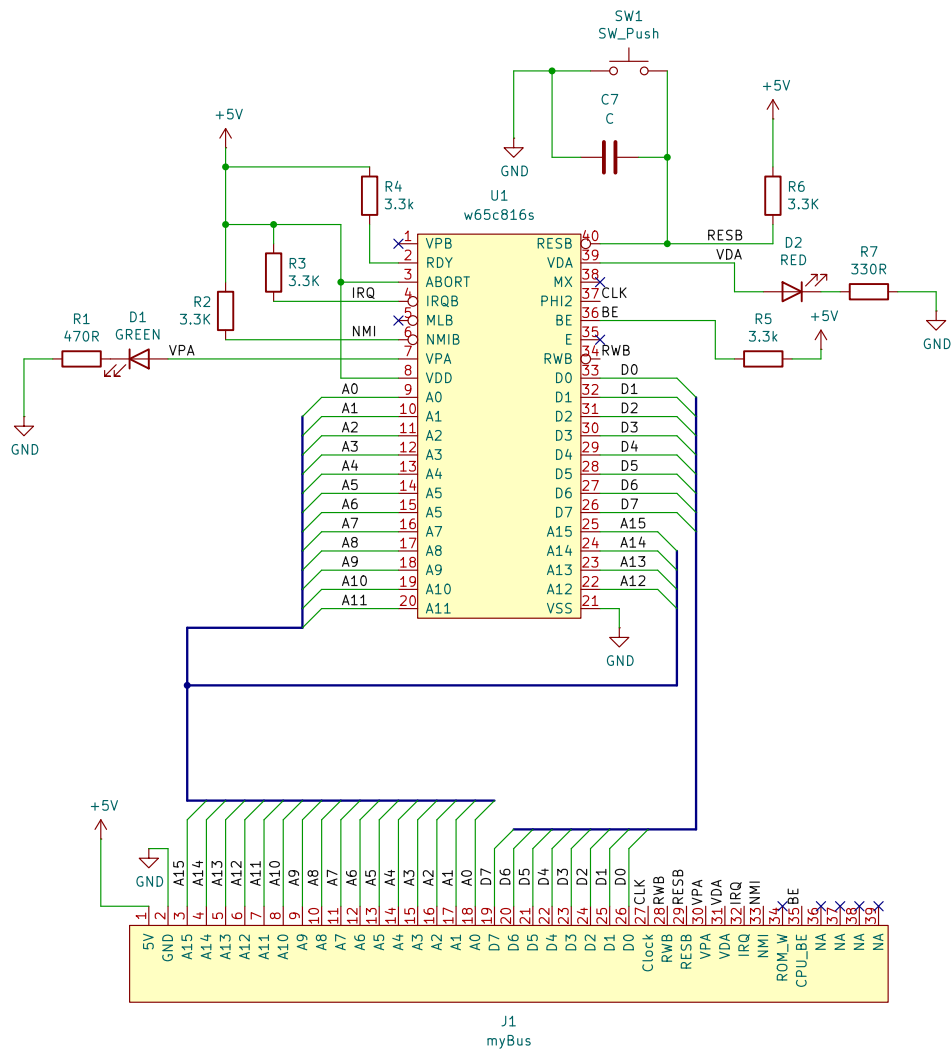 SW1
SW_Push
C7
C
GND
+5V
R6
3.3K
+5V
R4
3.3k
R3
3.3K
R2
3.3K
U1
w65c816s
RESB
VDA
D2
RED
R7
330R
GND
CLK
BE
+5V
R5
3.3k
RWB
IRQ
NMI
R1
470R
D1
GREEN
VPA
GND
1 VPB RESB 40
2 RDY VDA 39
3 ABORT MX 38
4 IRQB PHI2 37
5 MLB BE 36
6 NMIB E 35
7 VPA RWB 34
8 VDD D0 33 D0
A0 9 A0 D1 32 D1
A1 10 A1 D2 31 D2
A2 11 A2 D3 30 D3
A3 12 A3 D4 29 D4
A4 13 A4 D5 28 D5
A5 14 A5 D6 27 D6
A6 15 A5 D7 26 D7
A7 16 A7 A15 25 A15
A8 17 A8 A14 24 A14
A9 18 A9 A13 23 A13
A10 19 A10 A12 22 A12
A11 20 A11 VSS 21
GND
+5V
GND
A15 A14 A13 A12 A11 A10 A9 A8 A7 A6 A5 A4 A3 A2 A1 A0 D7 D6 D5 D4 D3 D2 D1 D0 CLK RWB RESB VPA VDA IRQ NMI BE
1 2 3 4 5 6 7 8 9 10 11 12 13 14 15 16 17 18 19 20 21 22 23 24 25 26 27 28 29 30 31 32 33 34 35 36 37 38 39
5V GND A15 A14 A13 A12 A11 A10 A9 A8 A7 A6 A5 A4 A3 A2 A1 A0 D7 D6 D5 D4 D3 D2 D1 D0 Clock RWB RESB VPA VDA IRQ NMI ROM_W CPU_BE NA NA NA NA
J1
myBus